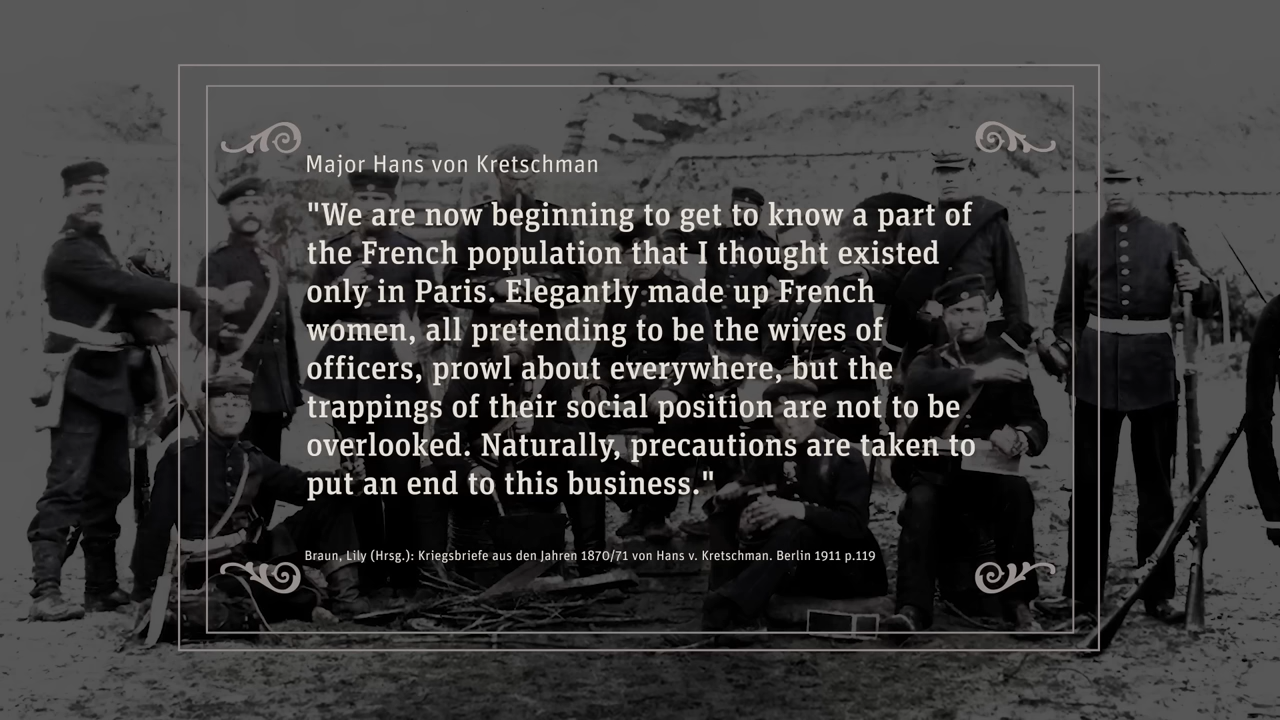 Major Hans von Kretschman
"We are now beginning to get to know a part of
the French population that I thought existed
only in Paris. Elegantly made up French
women, all pretending to be the wives of
officers, prowl about everywhere, but the
trappings of their social position are not to be
overlooked. Naturally, precautions are taken to
put an end to this business."
Braun, Lily (Hrsg.): Kriegsbriefe aus den Jahren 1870/71 von Hans v. Kretschman. Berlin 1911 p.119